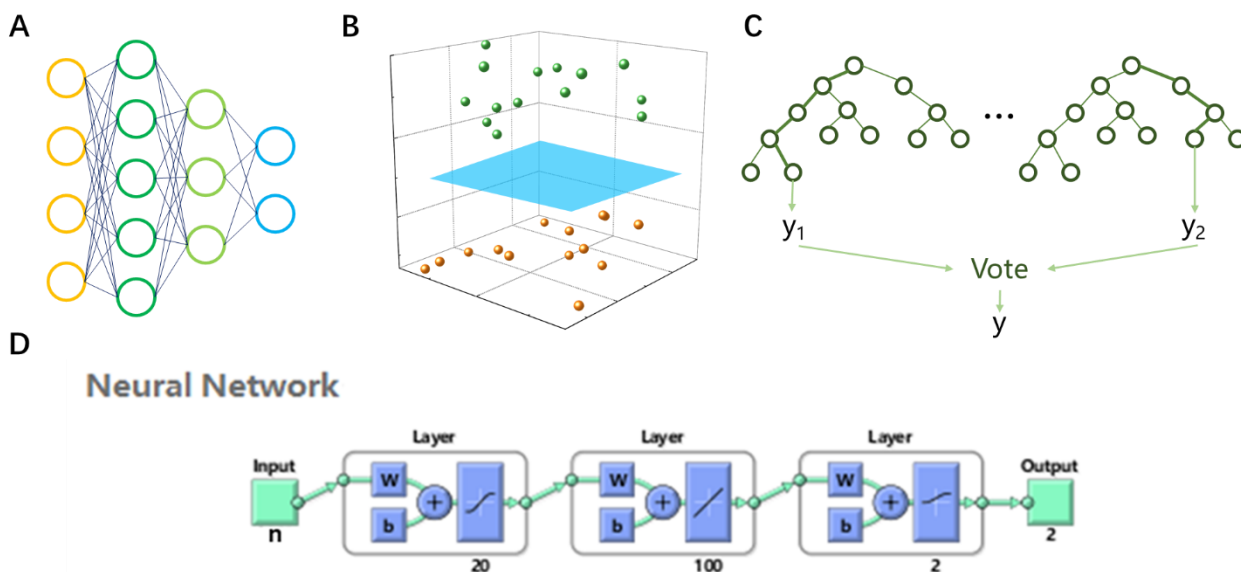 A
B
C
...
y₁
y₂
Vote
y
D
Neural Network
Layer
Layer
Layer
Input
W
W
W
Output
b
b
b
n
20
100
2
2